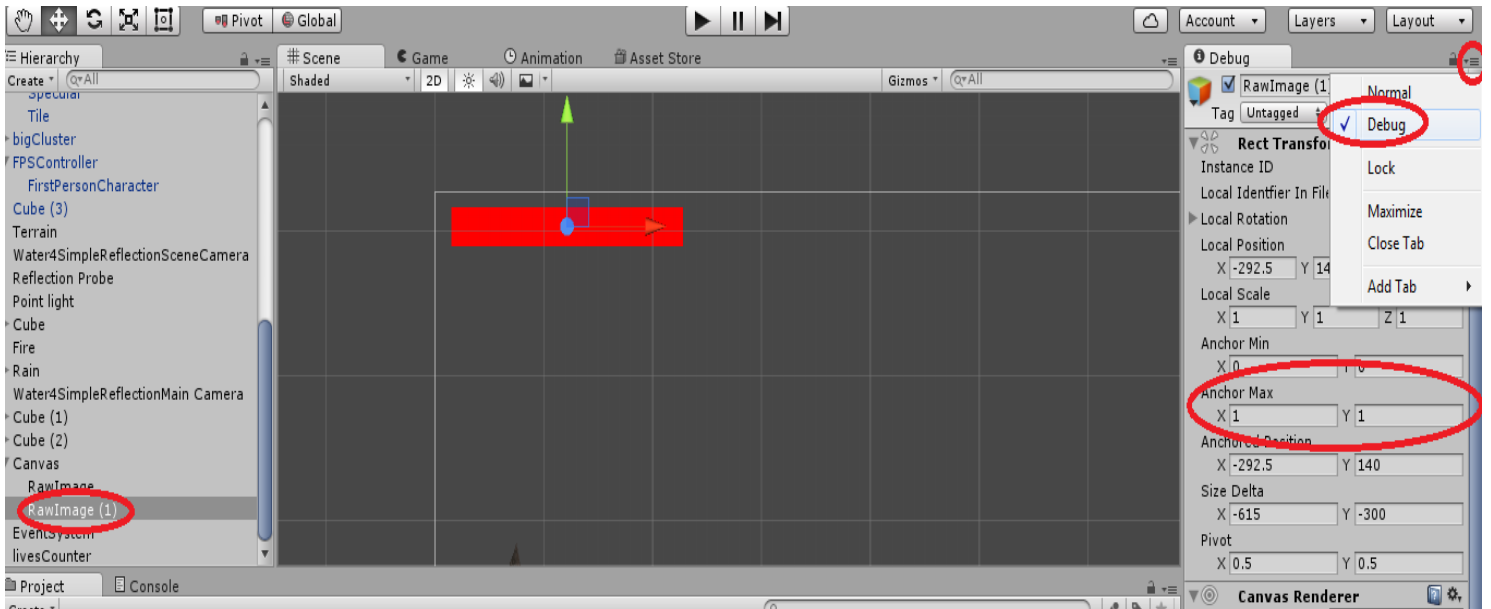 Pivot Global Account Layers Layout
Hierarchy
Create All
Specular
Tile
bigCluster
FPSController
FirstPersonCharacter
Cube (3)
Terrain
Water4SimpleReflectionSceneCamera
Reflection Probe
Point light
Cube
Fire
Rain
Water4SimpleReflectionMain Camera
Cube (1)
Cube (2)
Canvas
RawImage
RawImage (1)
EventSystem
livesCounter
Project Console
Create
Scene Game Animation Asset Store
Shaded 2D Gizmos All
Debug
RawImage (1)
Tag Untagged
Rect Transfo
Instance ID
Local Identfier In File
Local Rotation
Local Position
X -292.5 Y 14
Local Scale
X 1 Y 1 Z 1
Anchor Min
X 0 Y 0
Anchor Max
X 1 Y 1
Anchored Position
X -292.5 Y 140
Size Delta
X -615 Y -300
Pivot
X 0.5 Y 0.5
Canvas Renderer
Normal
Debug
Lock
Maximize
Close Tab
Add Tab